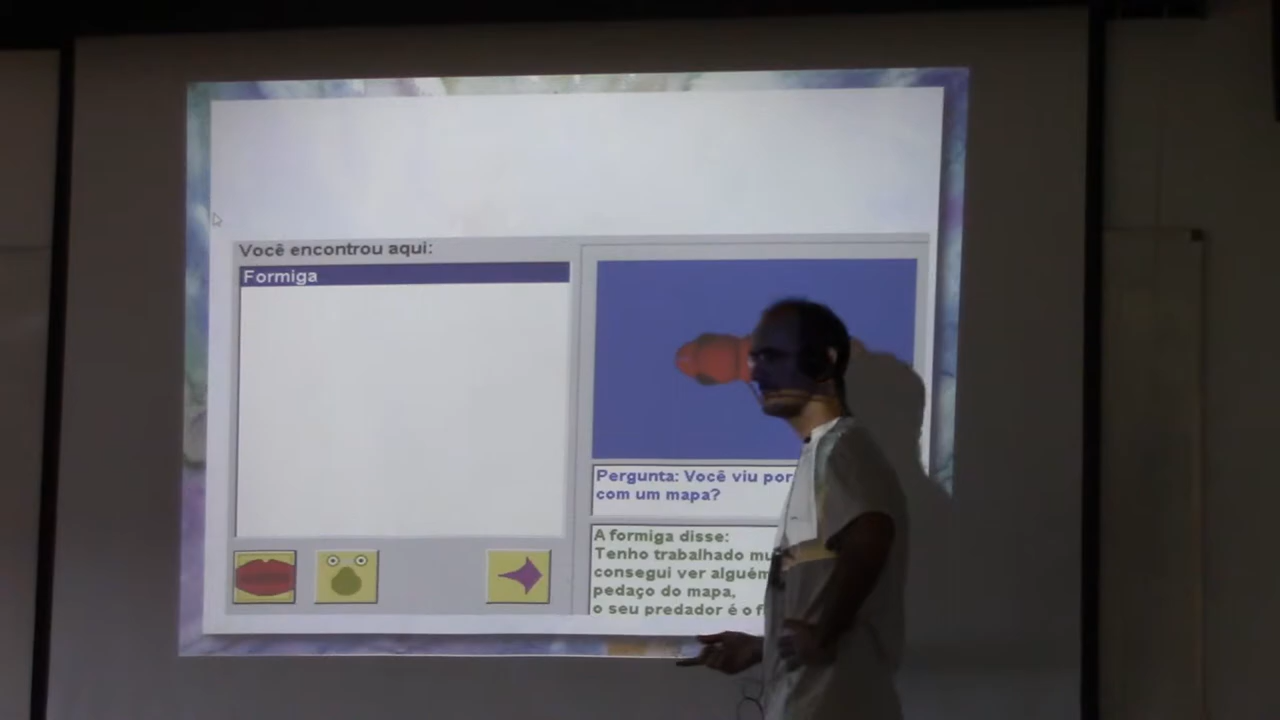 Você encontrou aqui:
Formiga
Pergunta: Você viu por
com um mapa?
A formiga disse:
Tenho trabalhado
consegui ver alguém
pedaço do mapa,
o seu predador é o